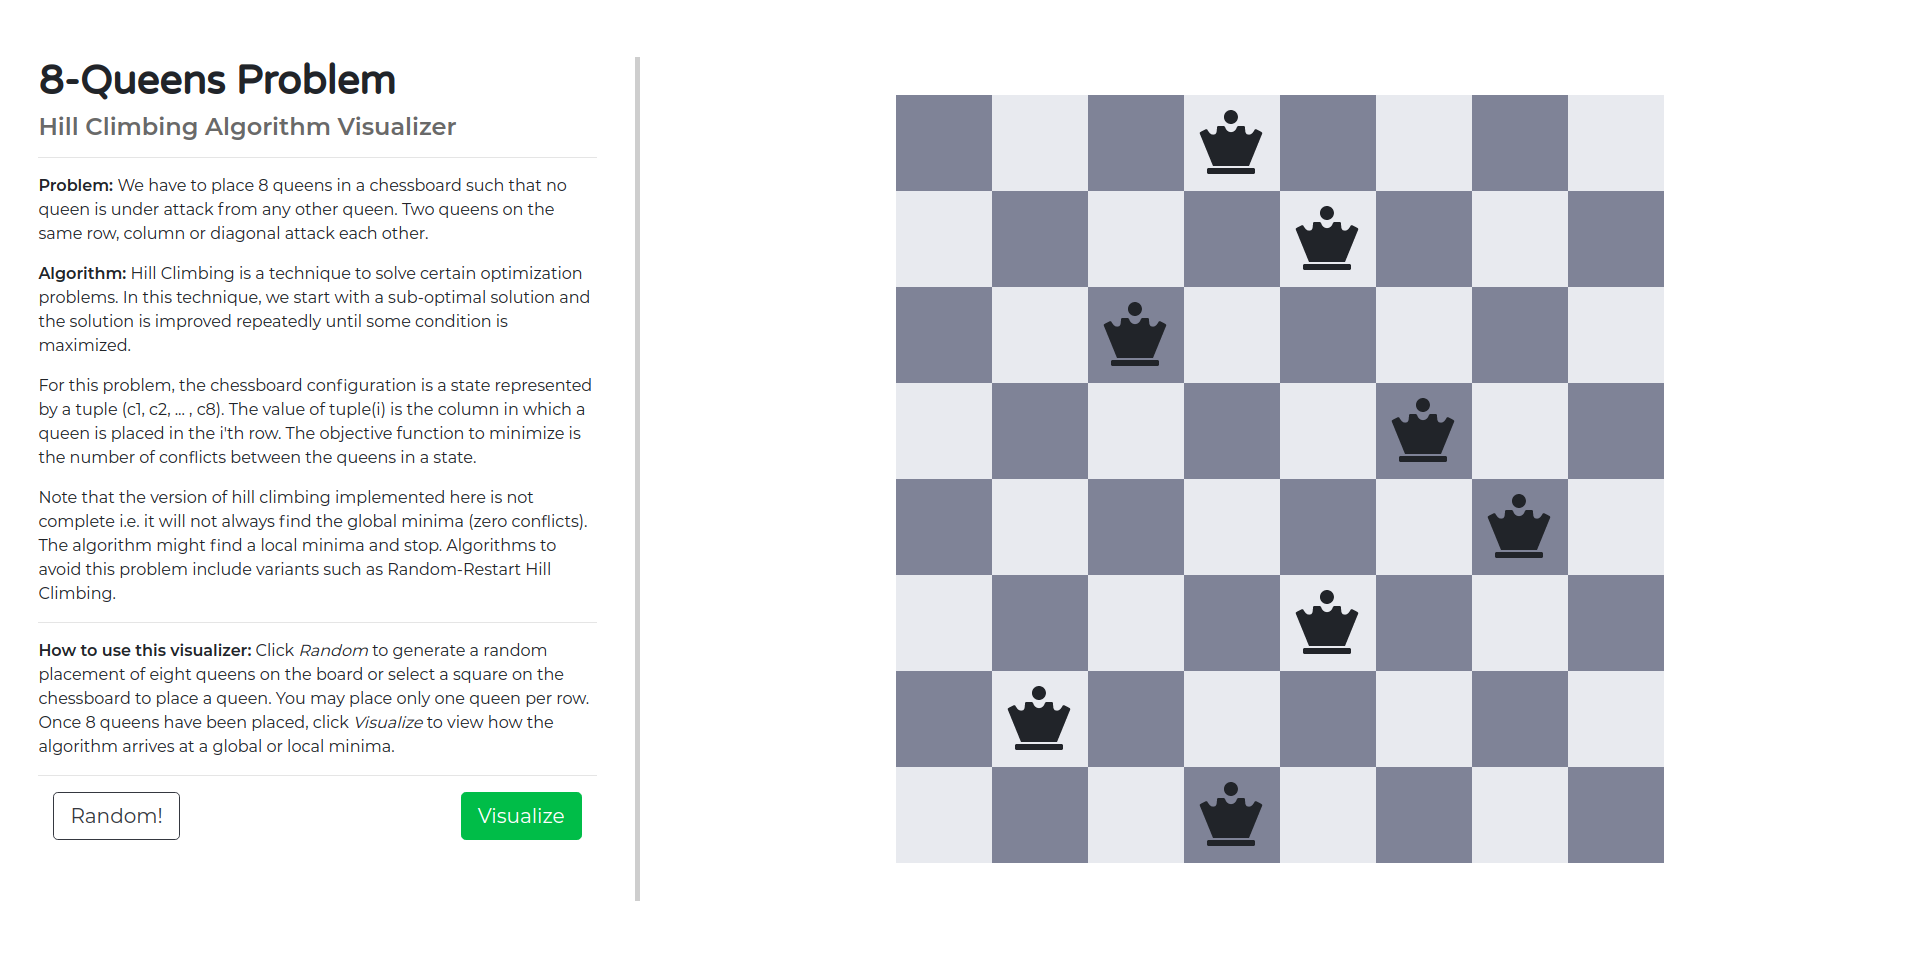 8-Queens Problem
Hill Climbing Algorithm Visualizer
Problem: We have to place 8 queens in a chessboard such that no
queen is under attack from any other queen. Two queens on the
same row, column or diagonal attack each other.
Algorithm: Hill Climbing is a technique to solve certain optimization
problems. In this technique, we start with a sub-optimal solution and
the solution is improved repeatedly until some condition is
maximized.
For this problem, the chessboard configuration is a state represented
by a tuple (c1, c2, ... , c8). The value of tuple(i) is the column in which a
queen is placed in the i'th row. The objective function to minimize is
the number of conflicts between the queens in a state.
Note that the version of hill climbing implemented here is not
complete i.e. it will not always find the global minima (zero conflicts).
The algorithm might find a local minima and stop. Algorithms to
avoid this problem include variants such as Random-Restart Hill
Climbing.
How to use this visualizer: Click Random to generate a random
placement of eight queens on the board or select a square on the
chessboard to place a queen. You may place only one queen per row.
Once 8 queens have been placed, click Visualize to view how the
algorithm arrives at a global or local minima.
Random!
Visualize